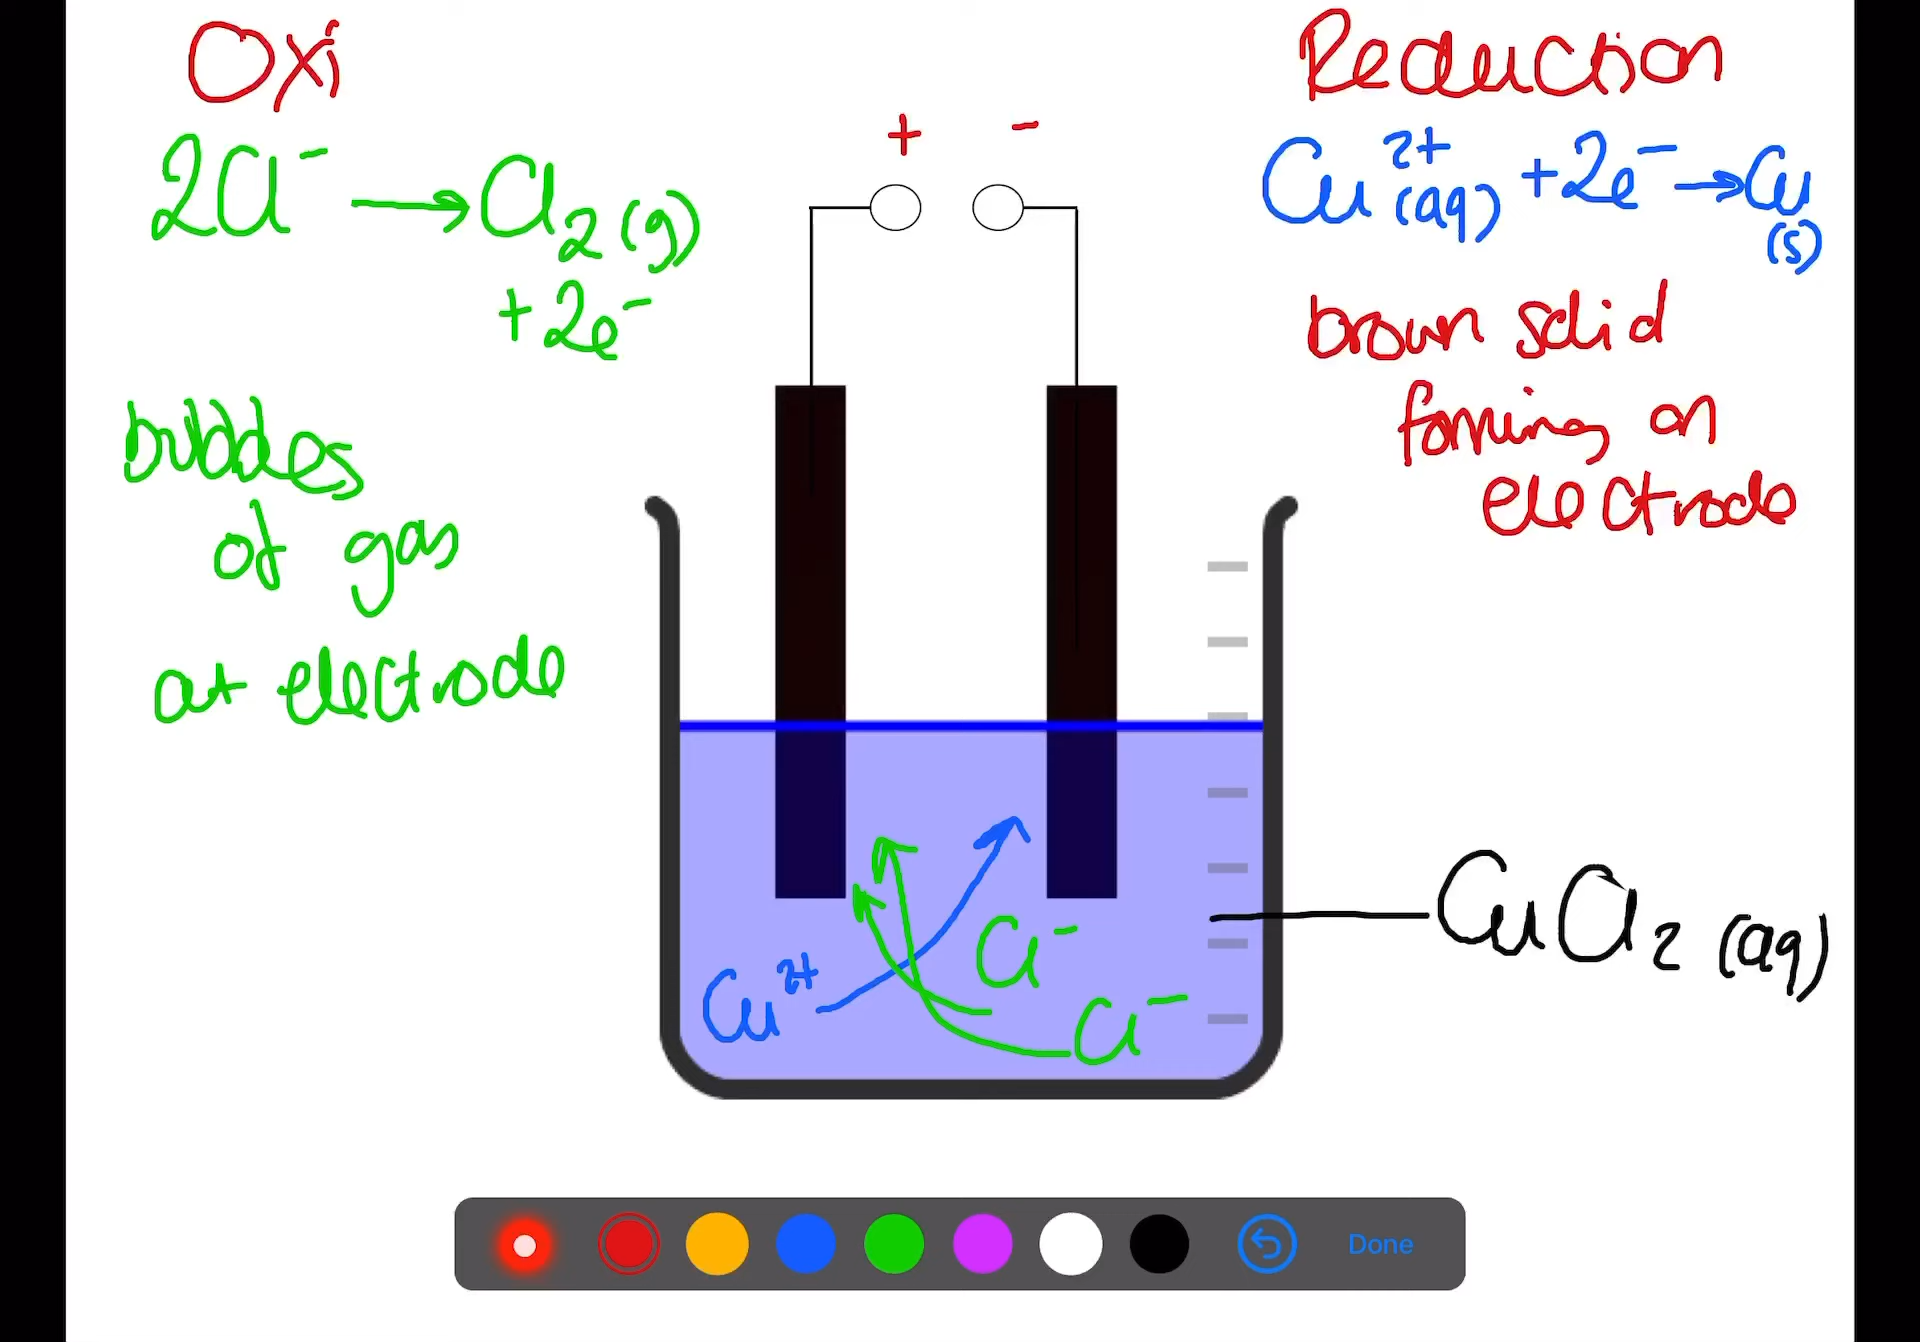 Oxi
2Cl⁻ → Cl₂ (g)
+ 2e⁻
bubbles
of gas
at electrode
+ -
Reduction
Cu²⁺(aq) + 2e⁻ → Cu
(s)
brown solid
forming on
electrode
Cu²⁺
Cl⁻
Cl⁻
CuCl₂ (aq)
Done